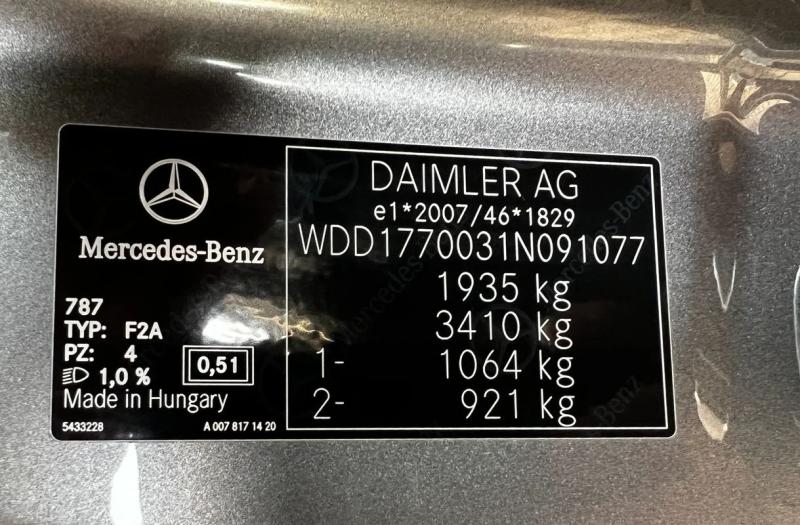 Mercedes-Benz
787
TYP: F2A
PZ: 4
1,0 %
0,51
Made in Hungary
5433228
A 007 817 14 20
DAIMLER AG
e1*2007/46*1829
WDD1770031N091077
1935 kg
3410 kg
1- 1064 kg
2- 921 kg